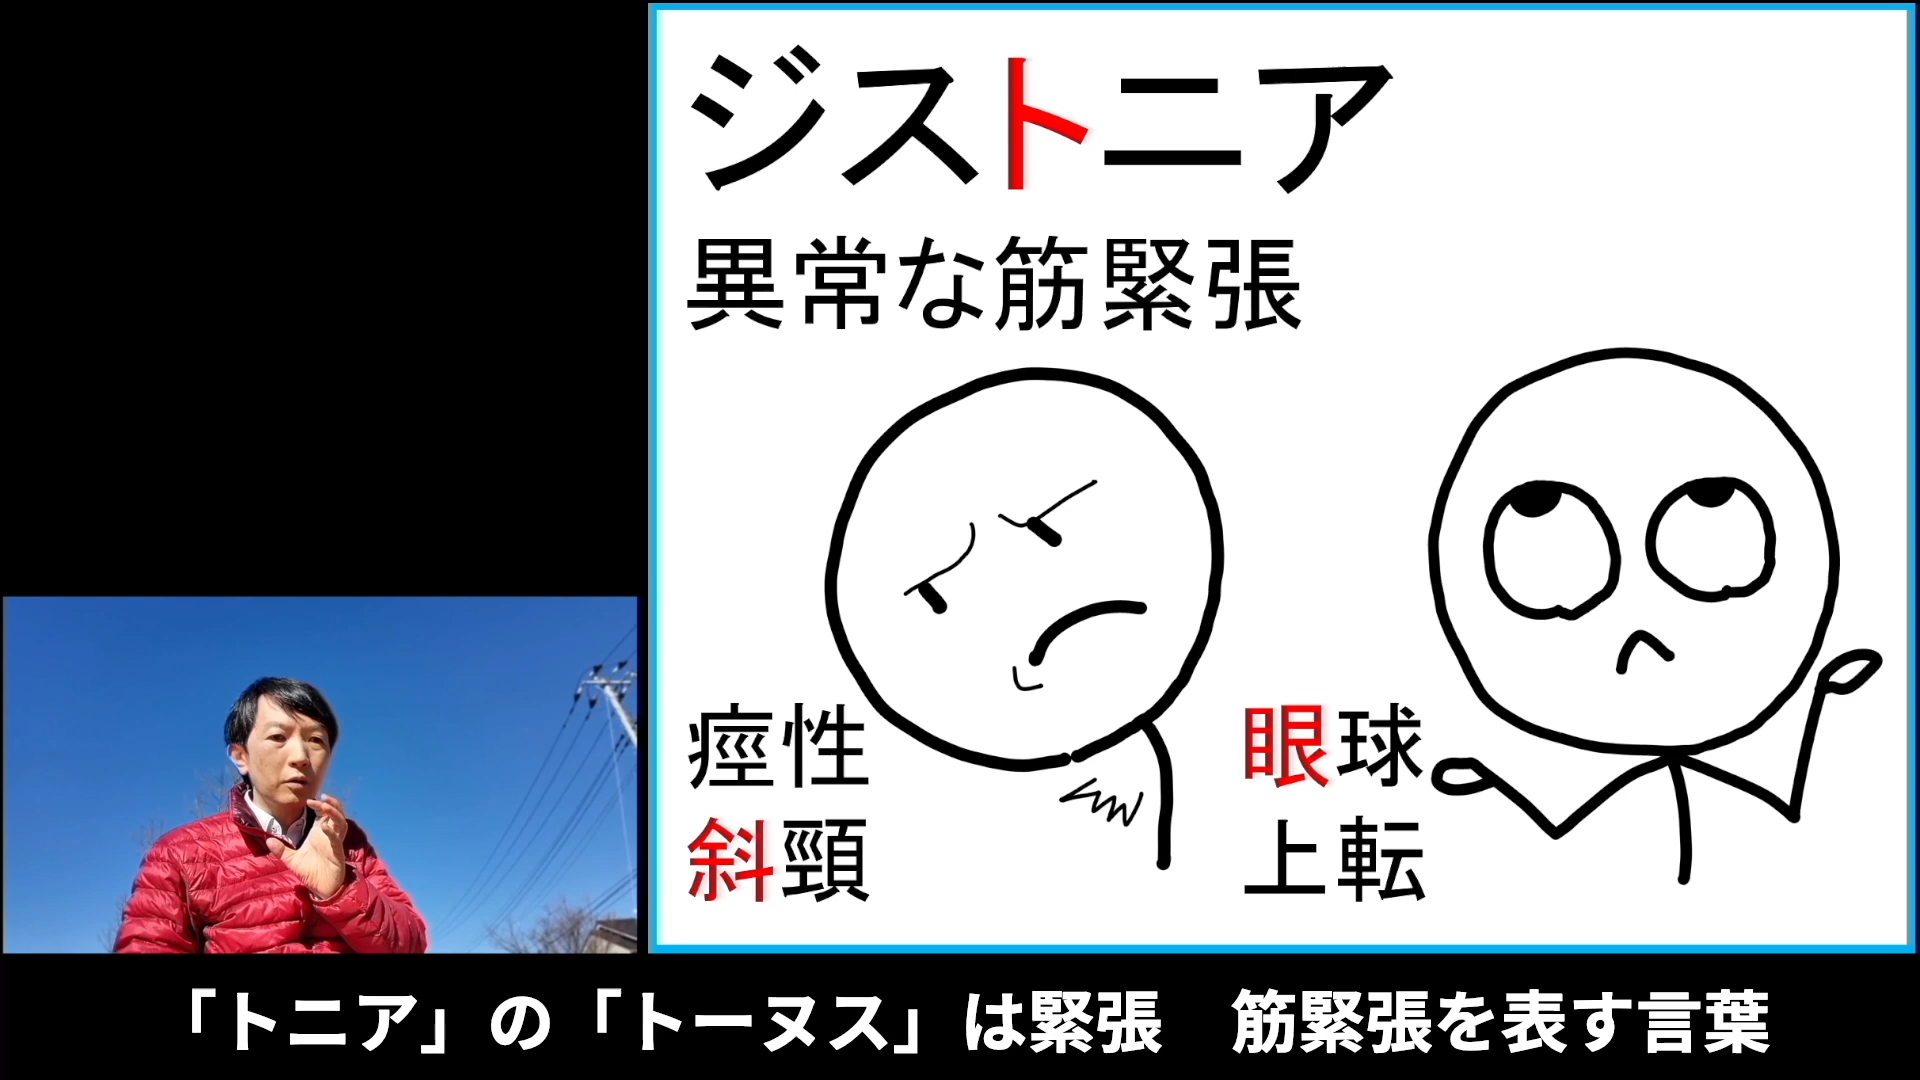 ジストニア
異常な筋緊張
痙性
斜頸
眼球
上転
「トニア」の「トーヌス」は緊張　筋緊張を表す言葉